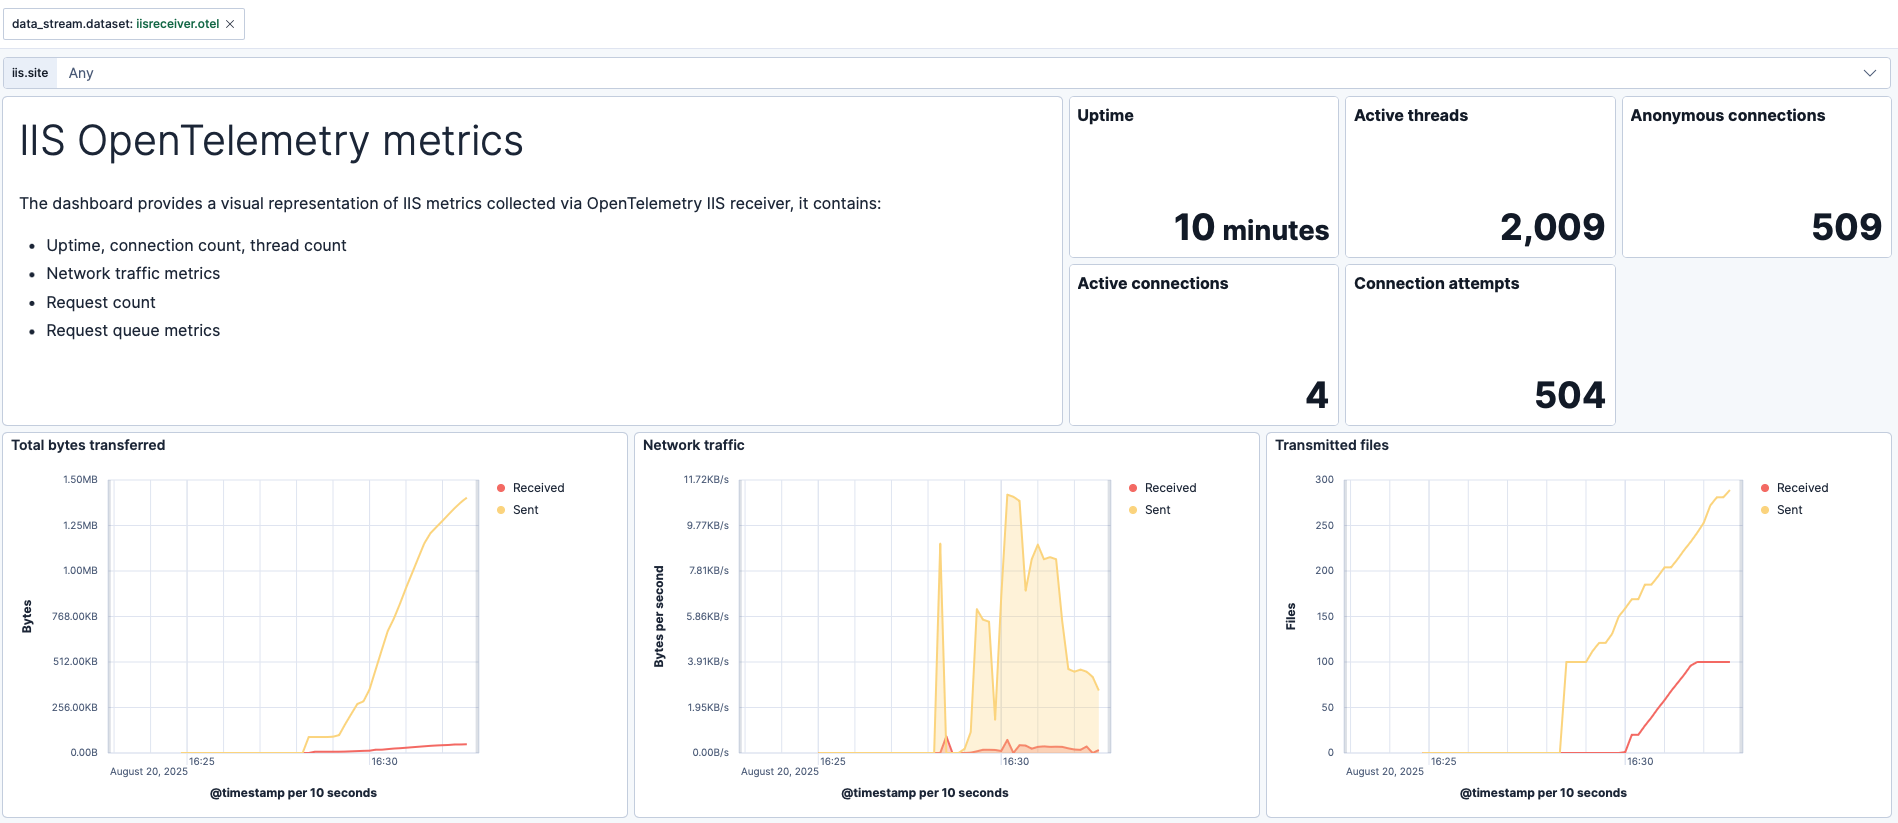 data_stream.dataset: iisreceiver.otel
iis.site Any
IIS OpenTelemetry metrics
The dashboard provides a visual representation of IIS metrics collected via OpenTelemetry IIS receiver, it contains:
• Uptime, connection count, thread count
• Network traffic metrics
• Request count
• Request queue metrics
Uptime
10 minutes
Active threads
2,009
Anonymous connections
509
Active connections
4
Connection attempts
504
Total bytes transferred
Bytes
1.50MB
1.25MB
1.00MB
768.00KB
512.00KB
256.00KB
0.00B
16:25
16:30
August 20, 2025
@timestamp per 10 seconds
Received
Sent
Network traffic
Bytes per second
11.72KB/s
9.77KB/s
7.81KB/s
5.86KB/s
3.91KB/s
1.95KB/s
0.00B/s
16:25
16:30
August 20, 2025
@timestamp per 10 seconds
Received
Sent
Transmitted files
Files
300
250
200
150
100
50
0
16:25
16:30
August 20, 2025
@timestamp per 10 seconds
Received
Sent